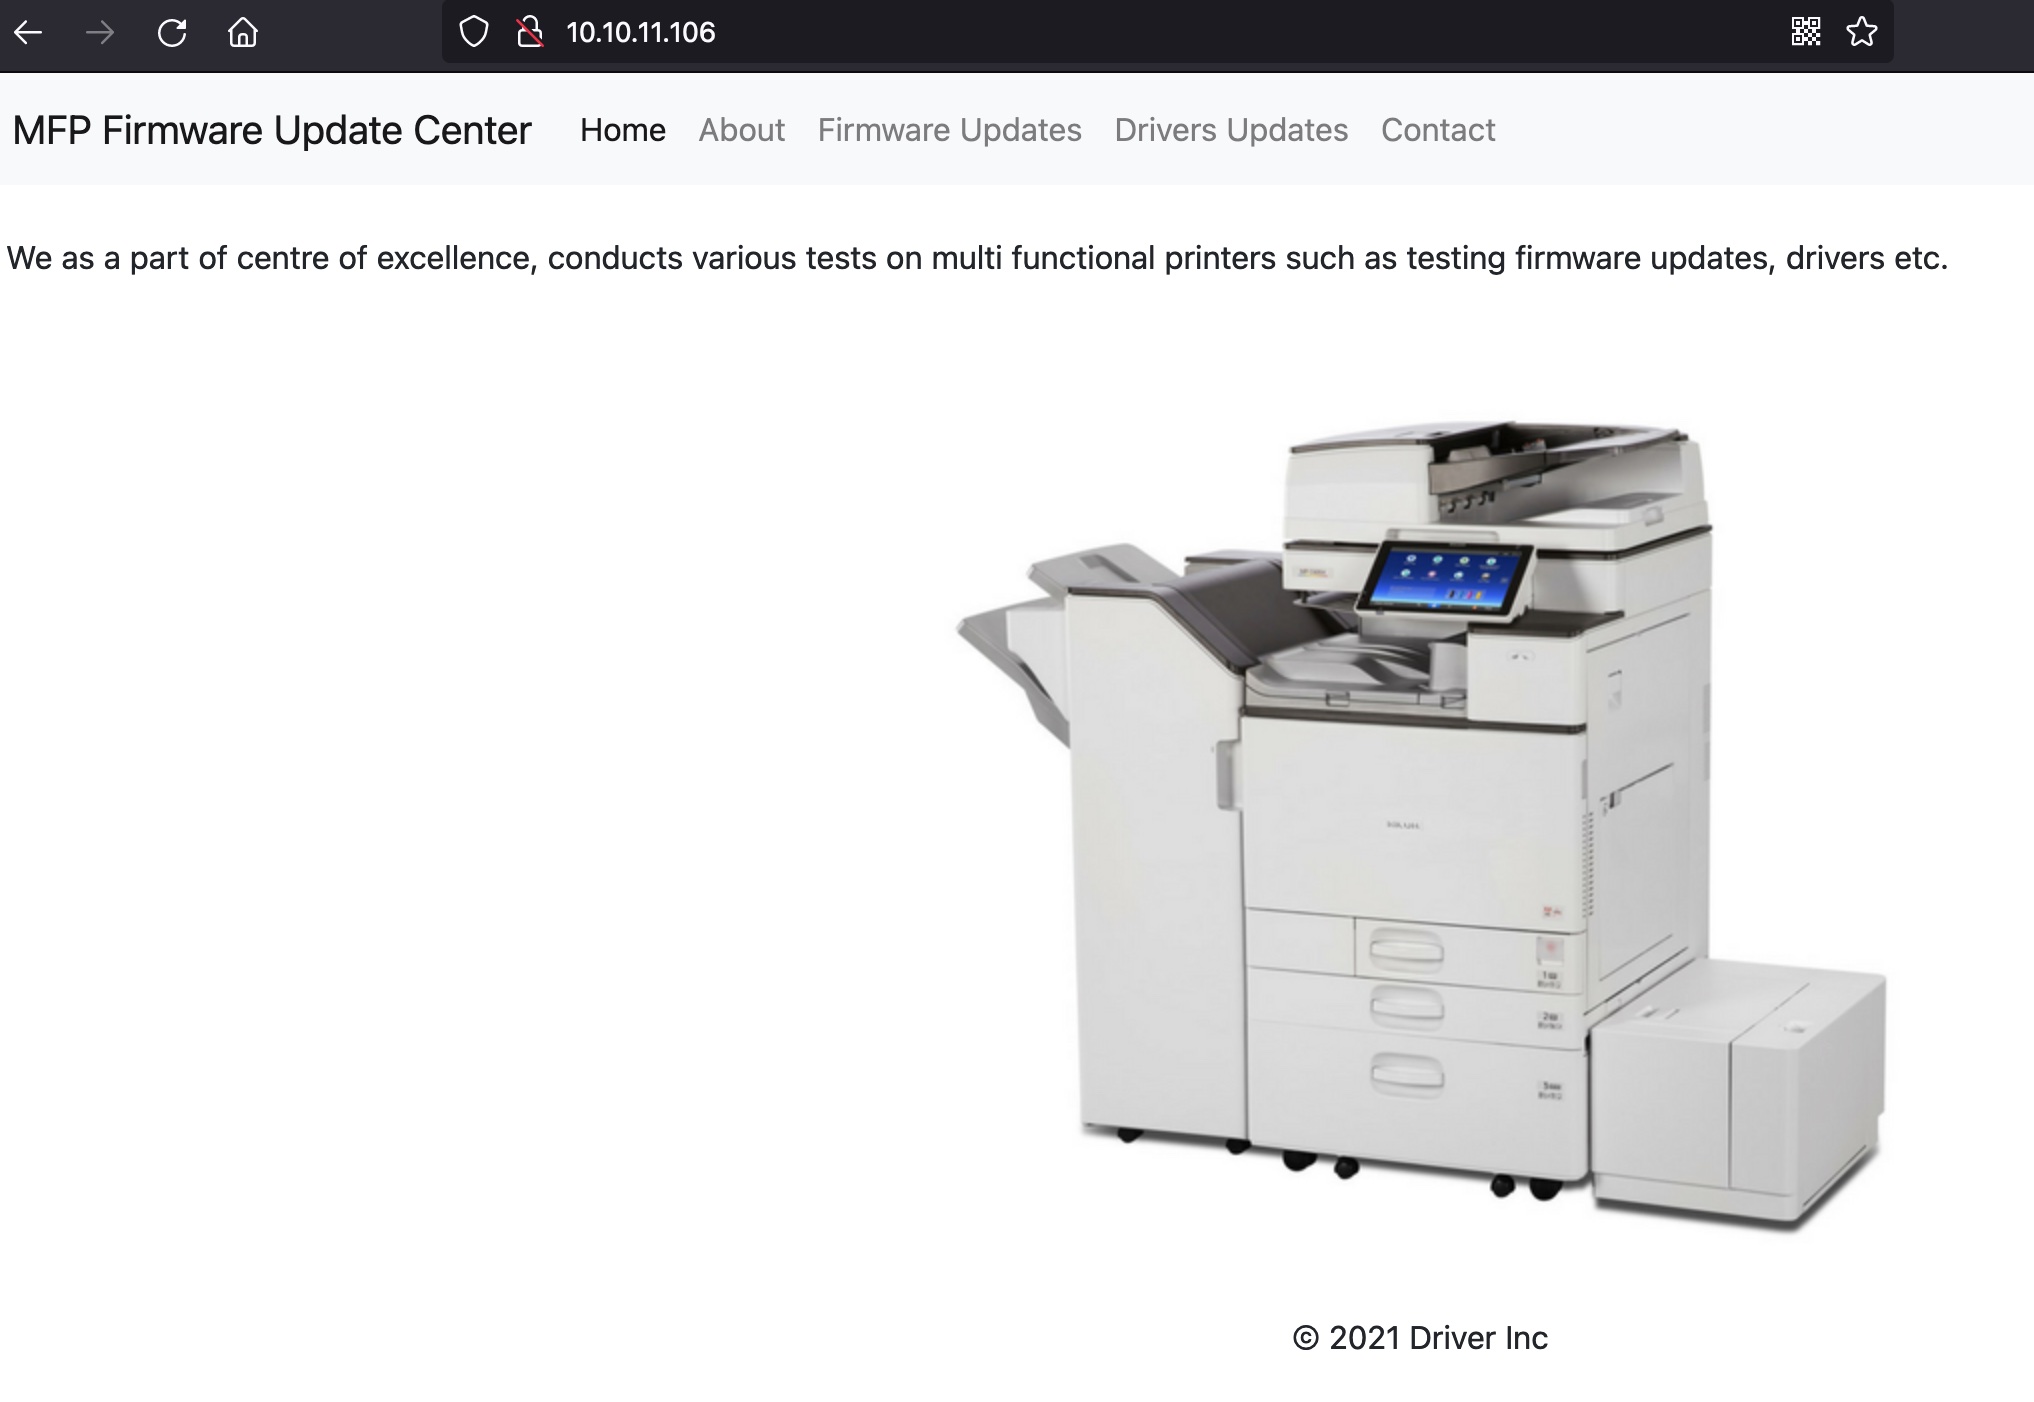 10.10.11.106
MFP Firmware Update Center Home About Firmware Updates Drivers Updates Contact
We as a part of centre of excellence, conducts various tests on multi functional printers such as testing firmware updates, drivers etc.
© 2021 Driver Inc